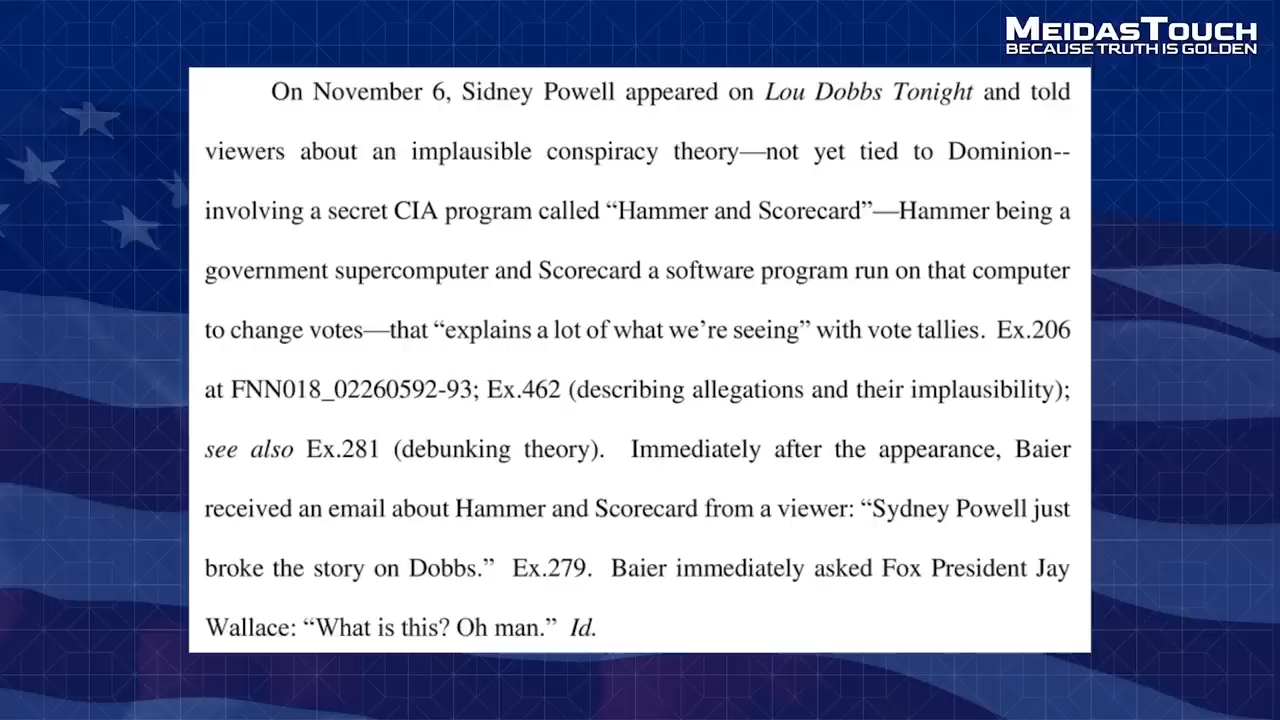 MEIDASTOUCH
BECAUSE TRUTH IS GOLDEN
On November 6, Sidney Powell appeared on Lou Dobbs Tonight and told
viewers about an implausible conspiracy theory—not yet tied to Dominion--
involving a secret CIA program called “Hammer and Scorecard”—Hammer being a
government supercomputer and Scorecard a software program run on that computer
to change votes—that “explains a lot of what we’re seeing” with vote tallies. Ex.206
at FNN018_02260592-93; Ex.462 (describing allegations and their implausibility);
see also Ex.281 (debunking theory). Immediately after the appearance, Baier
received an email about Hammer and Scorecard from a viewer: “Sydney Powell just
broke the story on Dobbs.” Ex.279. Baier immediately asked Fox President Jay
Wallace: “What is this? Oh man.” Id.